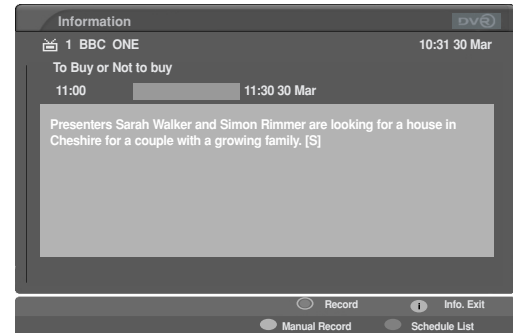 Information DVR
1 BBC ONE 10:31 30 Mar
To Buy or Not to buy
11:00 11:30 30 Mar
Presenters Sarah Walker and Simon Rimmer are looking for a house in
Cheshire for a couple with a growing family. [S]
Record i Info. Exit
Manual Record Schedule List